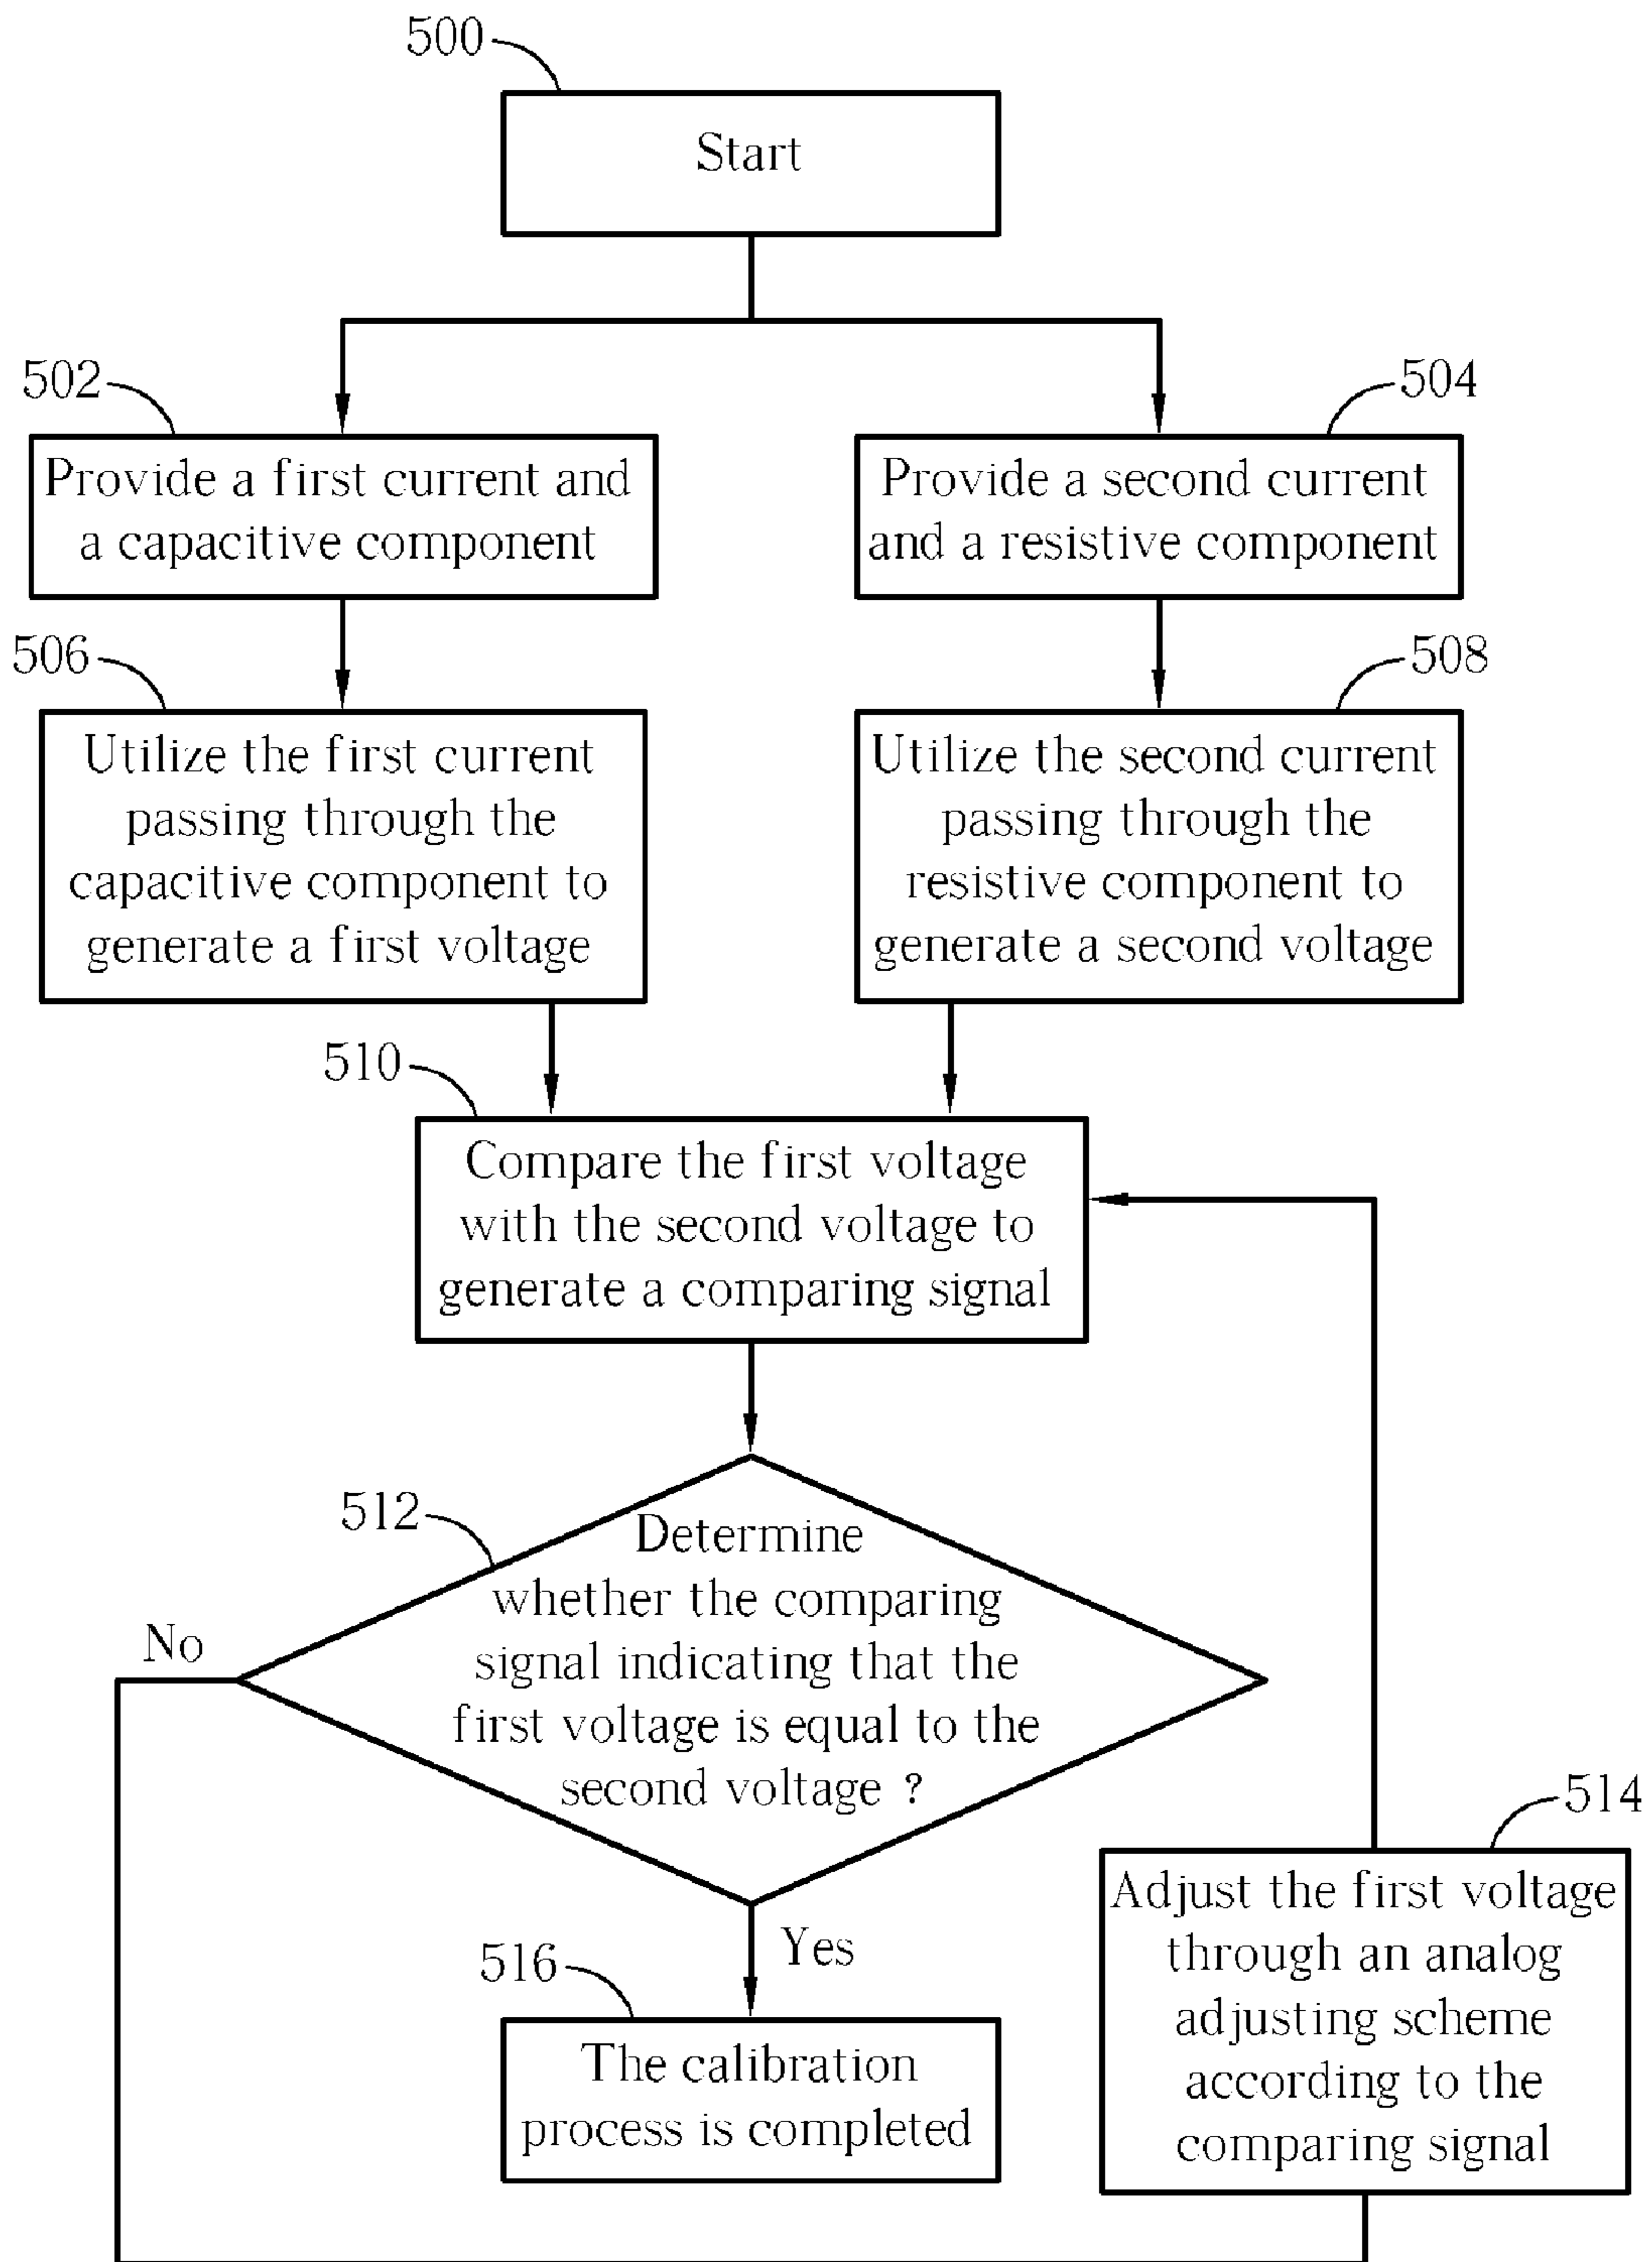 500
Start
502
Provide a first current and
a capacitive component
504
Provide a second current
and a resistive component
506
Utilize the first current
passing through the
capacitive component to
generate a first voltage
508
Utilize the second current
passing through the
resistive component to
generate a second voltage
510
Compare the first voltage
with the second voltage to
generate a comparing signal
512
Determine
whether the comparing
signal indicating that the
first voltage is equal to the
second voltage ?
No
Yes
514
Adjust the first voltage
through an analog
adjusting scheme
according to the
comparing signal
516
The calibration
process is completed